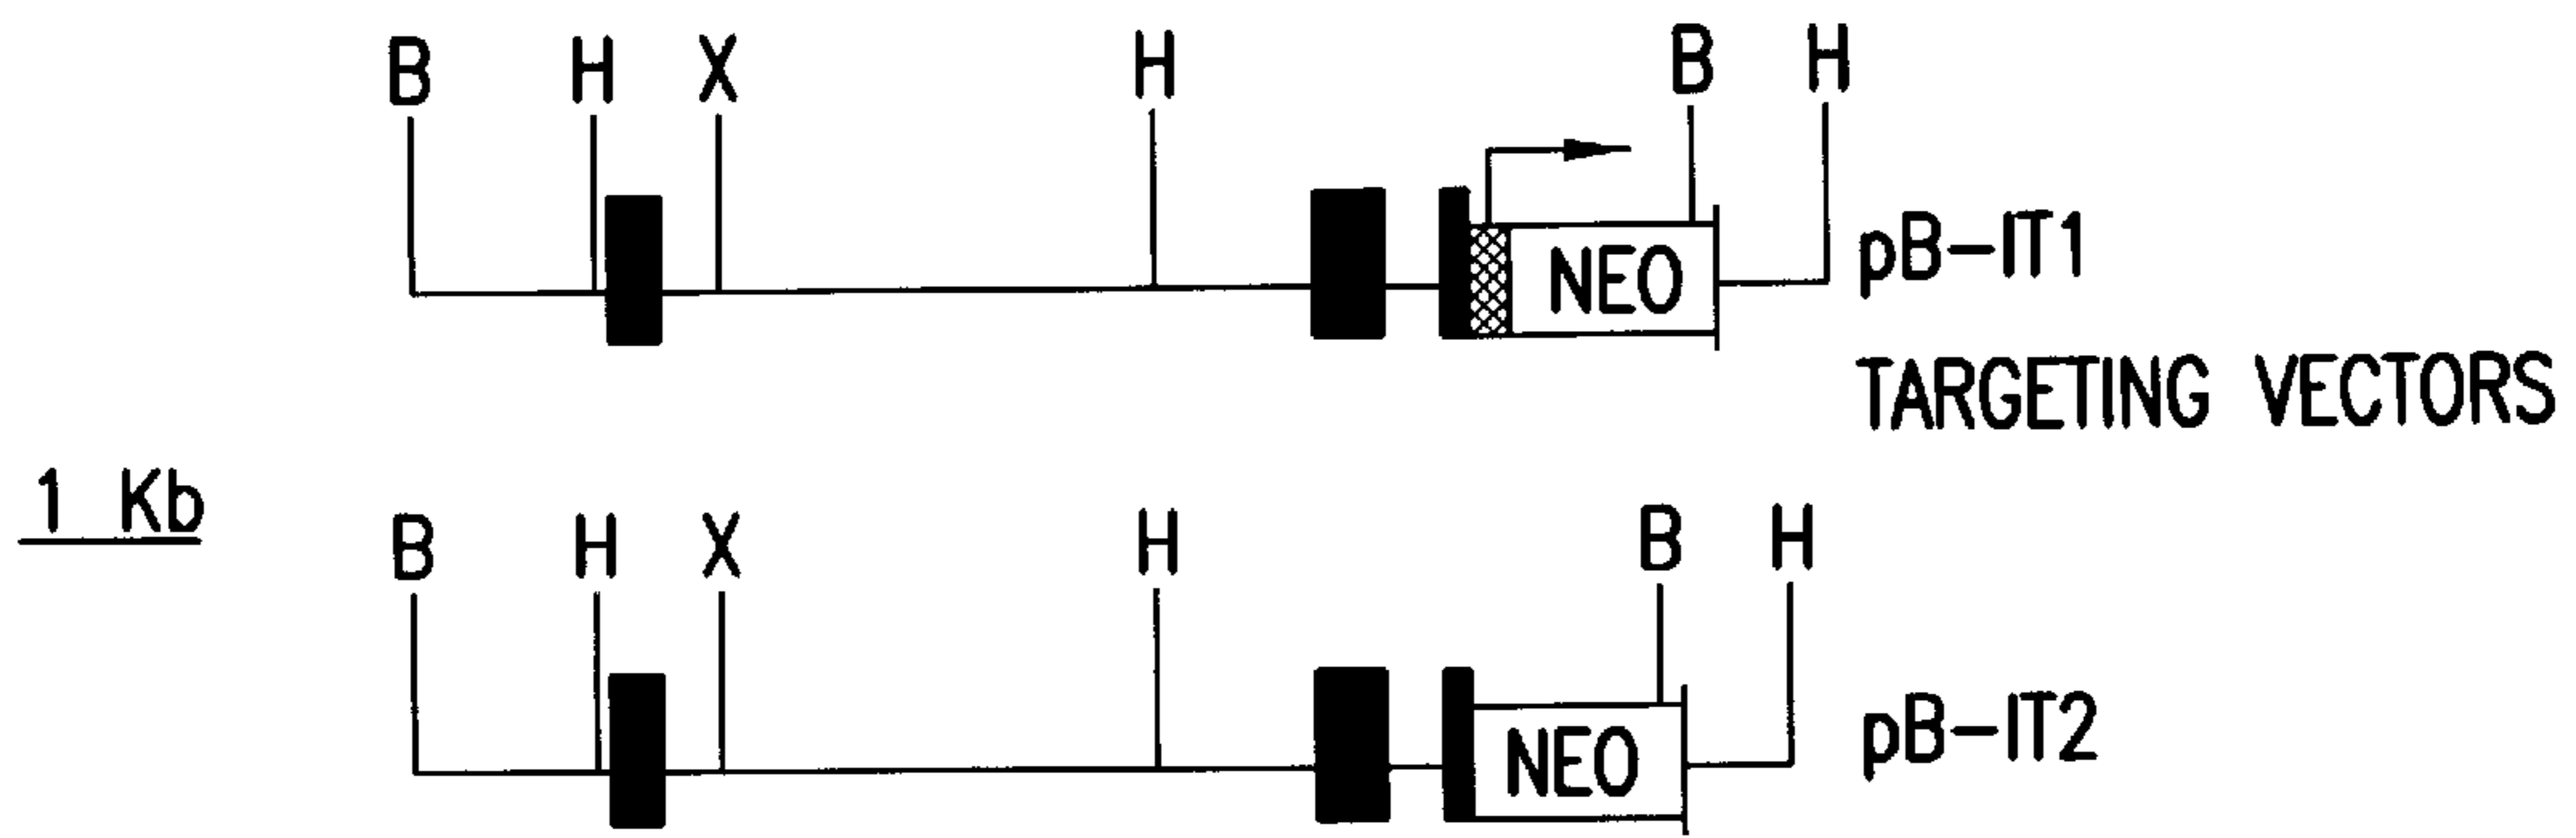 B H X H B H
NEO pB-IT1
TARGETING VECTORS
1 Kb
B H X H B H
NEO pB-IT2